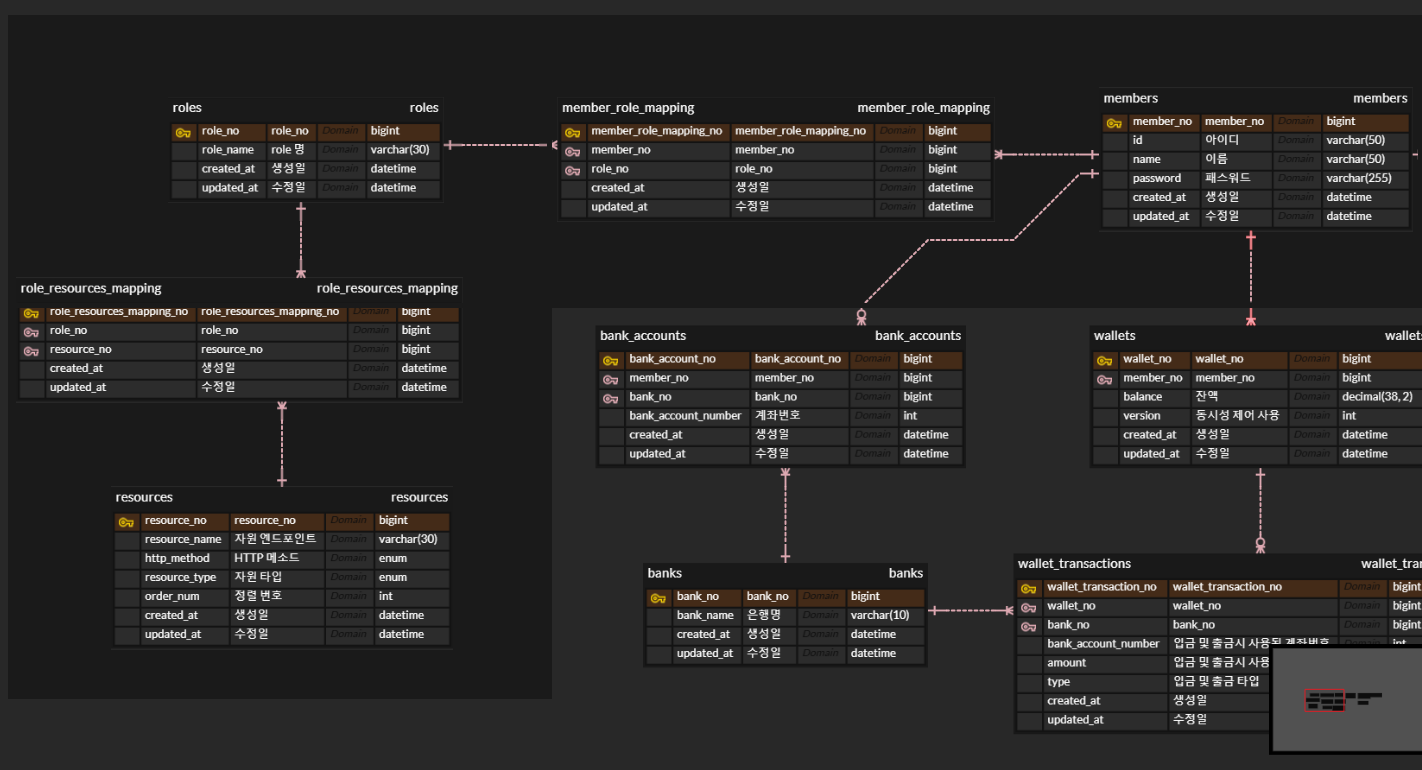 roles roles
role_no role_no Domain bigint
role_name role 명 Domain varchar(30)
created_at 생성일 Domain datetime
updated_at 수정일 Domain datetime
member_role_mapping member_role_mapping
member_role_mapping_no member_role_mapping_no Domain bigint
member_no member_no Domain bigint
role_no role_no Domain bigint
created_at 생성일 Domain datetime
updated_at 수정일 Domain datetime
members members
member_no member_no Domain bigint
id 아이디 Domain varchar(50)
name 이름 Domain varchar(50)
password 패스워드 Domain varchar(255)
created_at 생성일 Domain datetime
updated_at 수정일 Domain datetime
role_resources_mapping role_resources_mapping
role_resources_mapping_no role_resources_mapping_no Domain bigint
role_no role_no Domain bigint
resource_no resource_no Domain bigint
created_at 생성일 Domain datetime
updated_at 수정일 Domain datetime
bank_accounts bank_accounts
bank_account_no bank_account_no Domain bigint
member_no member_no Domain bigint
bank_no bank_no Domain bigint
bank_account_number 계좌번호 Domain int
created_at 생성일 Domain datetime
updated_at 수정일 Domain datetime
wallets wallets
wallet_no wallet_no Domain bigint
member_no member_no Domain bigint
balance 잔액 Domain decimal(38, 2)
version 동시성 제어 사용 Domain int
created_at 생성일 Domain datetime
updated_at 수정일 Domain datetime
resources resources
resource_no resource_no Domain bigint
resource_name 자원 엔드포인트 Domain varchar(30)
http_method HTTP 메소드 Domain enum
resource_type 자원 타입 Domain enum
order_num 정렬 번호 Domain int
created_at 생성일 Domain datetime
updated_at 수정일 Domain datetime
banks banks
bank_no bank_no Domain bigint
bank_name 은행명 Domain varchar(10)
created_at 생성일 Domain datetime
updated_at 수정일 Domain datetime
wallet_transactions wallet_tran
wallet_transaction_no wallet_transaction_no Domain bigint
wallet_no wallet_no Domain bigint
bank_no bank_no Domain bigint
bank_account_number 입금 및 출금시 사용된 계좌번호 Domain int
amount 입금 및 출금시 사용
type 입금 및 출금 타입
created_at 생성일
updated_at 수정일